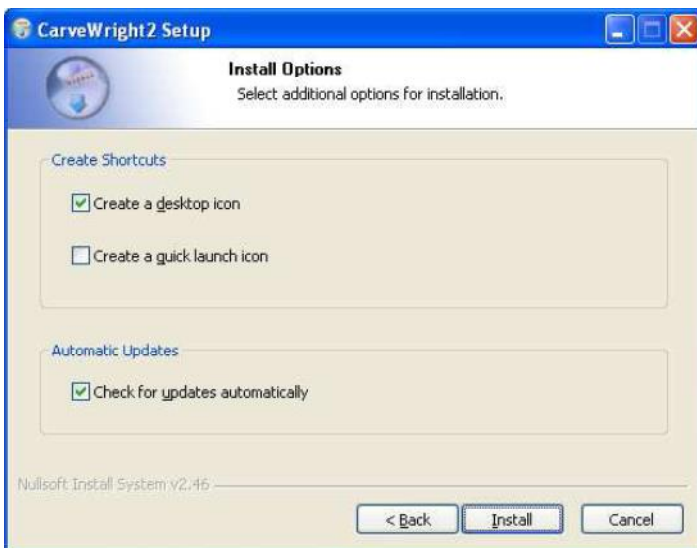 CarveWright2 Setup
Install Options
Select additional options for installation.
Create Shortcuts
Create a desktop icon
Create a quick launch icon
Automatic Updates
Check for updates automatically
Nullsoft Install System v2.46
< Back Install Cancel